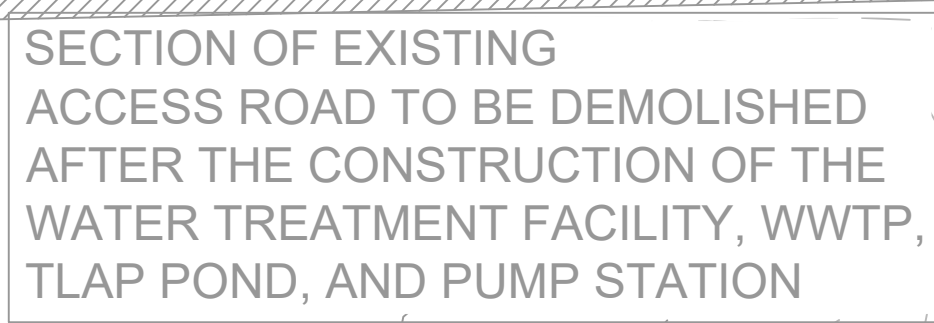 SECTION OF EXISTING
ACCESS ROAD TO BE DEMOLISHED
AFTER THE CONSTRUCTION OF THE
WATER TREATMENT FACILITY, WWTP,
TLAP POND, AND PUMP STATION